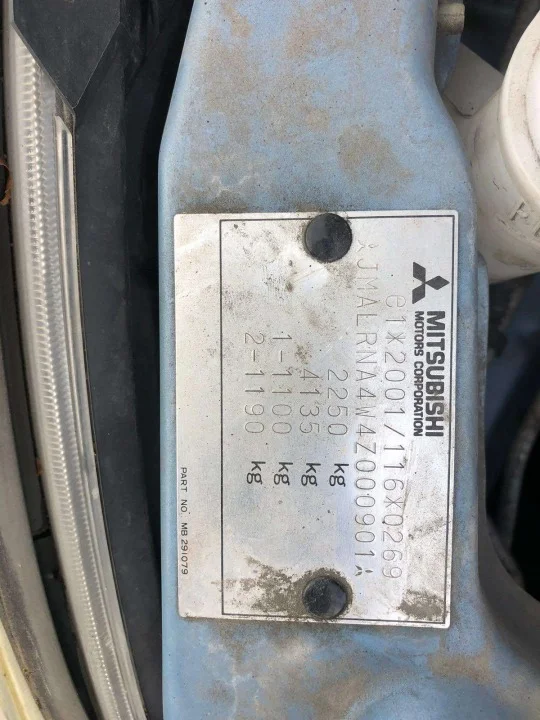 MITSUBISHI
MOTORS CORPORATION
e1*2001/116*0269
*JMALRNA4W4Z000901*
2250 kg
4135 kg
1-1100 kg
2-1190 kg
PART NO. MB291079